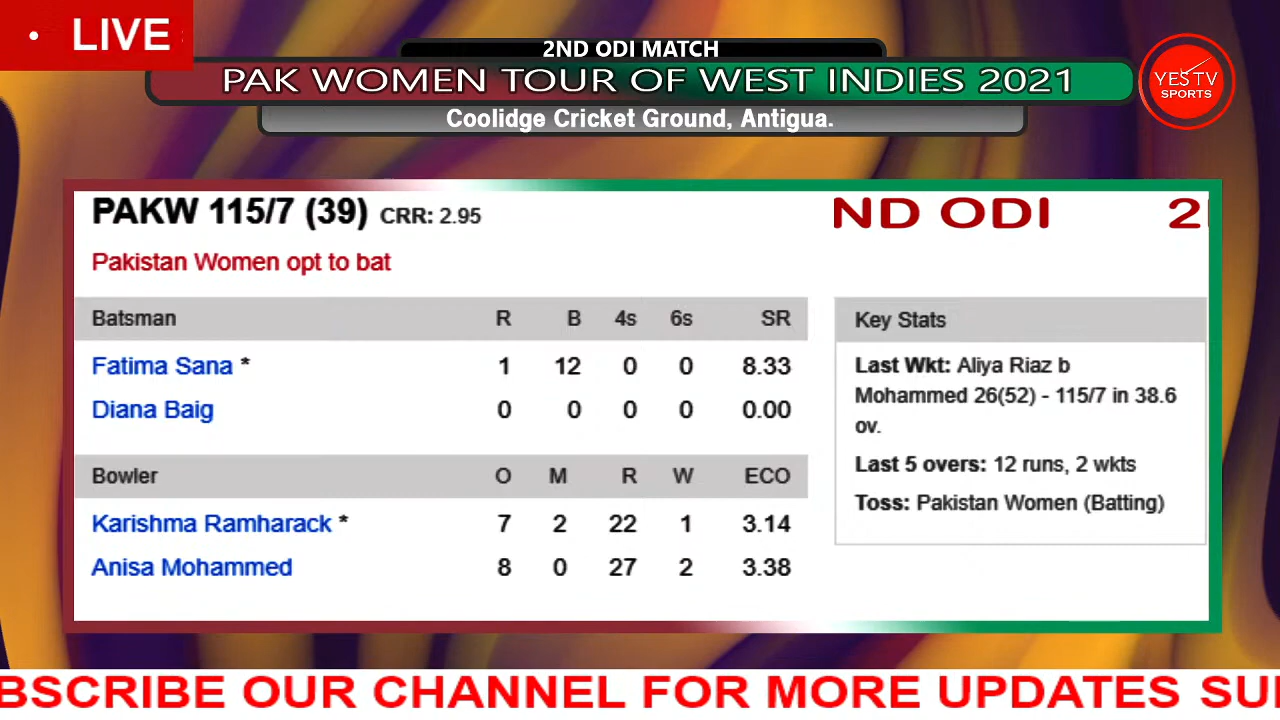 • LIVE
2ND ODI MATCH
PAK WOMEN TOUR OF WEST INDIES 2021
YESTV
SPORTS
Coolidge Cricket Ground, Antigua.
PAKW 115/7 (39) CRR: 2.95
ND ODI 2
Pakistan Women opt to bat
Batsman R B 4s 6s SR
Fatima Sana * 1 12 0 0 8.33
Diana Baig 0 0 0 0 0.00
Bowler O M R W ECO
Karishma Ramharack * 7 2 22 1 3.14
Anisa Mohammed 8 0 27 2 3.38
Key Stats
Last Wkt: Aliya Riaz b
Mohammed 26(52) - 115/7 in 38.6
ov.
Last 5 overs: 12 runs, 2 wkts
Toss: Pakistan Women (Batting)
BSCRIBE OUR CHANNEL FOR MORE UPDATES SU